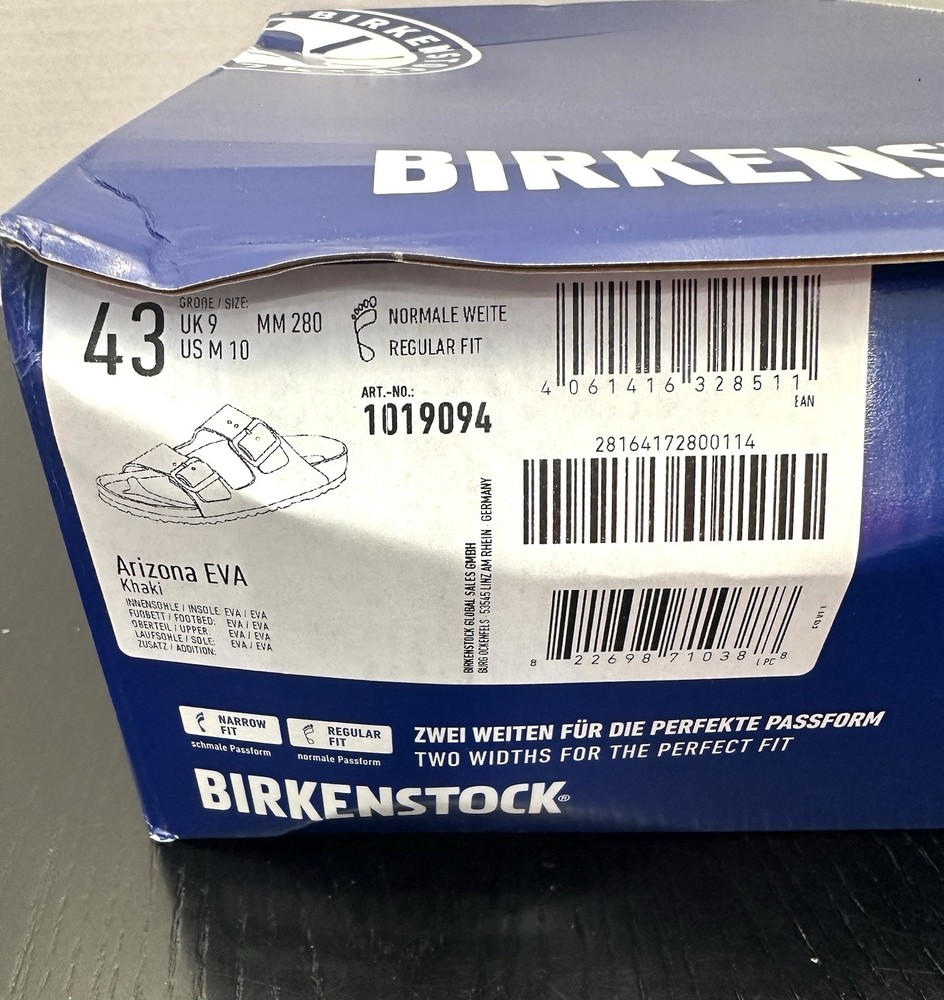 BIRKENS
BIRKENS
43
GRÖßE / SIZE:
UK 9 MM 280
US M 10
NORMALE WEITE
REGULAR FIT
ART.-NO.:
1019094
4 061416 328511
EAN
28164172800114
Arizona EVA
Khaki
INNENSOHLE / INSOLE: EVA / EVA
FUßBETT / FOOTBED: EVA / EVA
OBERTEIL / UPPER: EVA / EVA
LAUFSOHLE / SOLE: EVA / EVA
ZUSATZ / ADDITION: EVA / EVA
BIRKENSTOCK GLOBAL SALES GMBH
BURG OCKENFELS · 53545 LINZ AM RHEIN · GERMANY
8 22698 71038 8
UPC
NARROW
FIT
schmale Passform
REGULAR
FIT
normale Passform
ZWEI WEITEN FÜR DIE PERFEKTE PASSFORM
TWO WIDTHS FOR THE PERFECT FIT
BIRKENSTOCK®